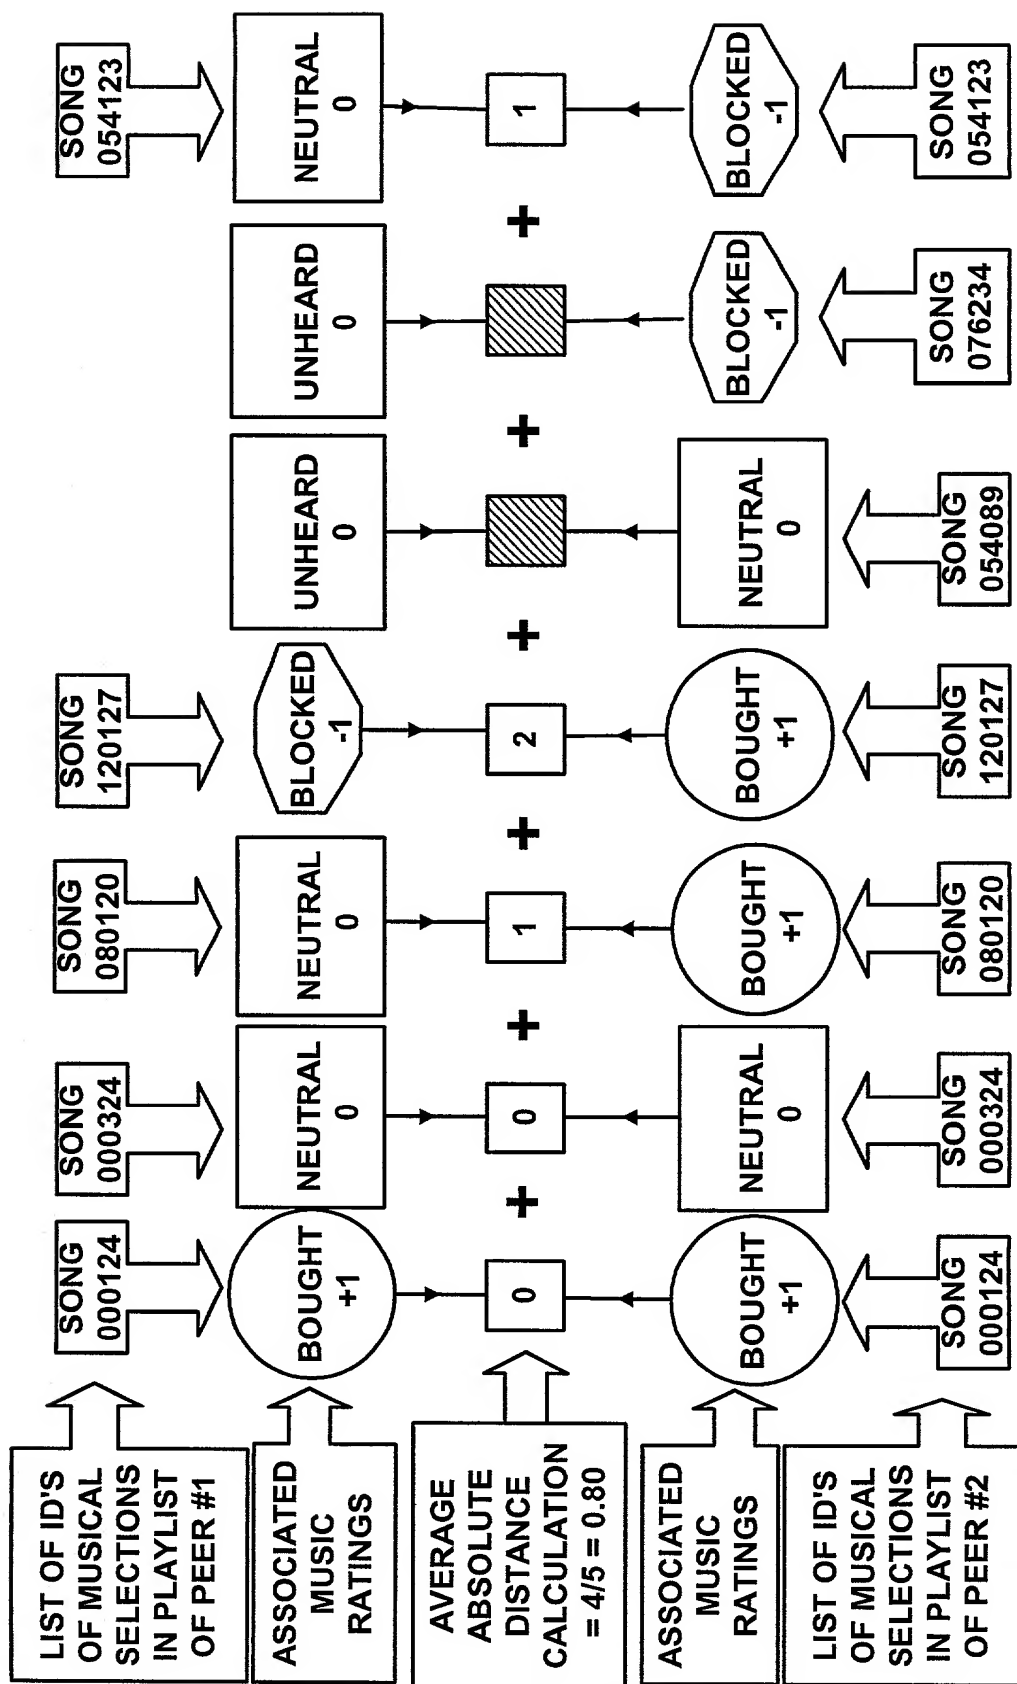 LIST OF ID'S
OF MUSICAL
SELECTIONS
IN PLAYLIST
OF PEER #1
SONG
000124
SONG
000324
SONG
080120
SONG
120127
SONG
054123
ASSOCIATED
MUSIC
RATINGS
BOUGHT
+1
NEUTRAL
0
NEUTRAL
0
BLOCKED
-1
UNHEARD
0
UNHEARD
0
NEUTRAL
0
AVERAGE
ABSOLUTE
DISTANCE
CALCULATION
= 4/5 = 0.80
0 + 0 + 1 + 2 + + + 1
ASSOCIATED
MUSIC
RATINGS
BOUGHT
+1
NEUTRAL
0
BOUGHT
+1
BOUGHT
+1
NEUTRAL
0
BLOCKED
-1
BLOCKED
-1
LIST OF ID'S
OF MUSICAL
SELECTIONS
IN PLAYLIST
OF PEER #2
SONG
000124
SONG
000324
SONG
080120
SONG
120127
SONG
054089
SONG
076234
SONG
054123